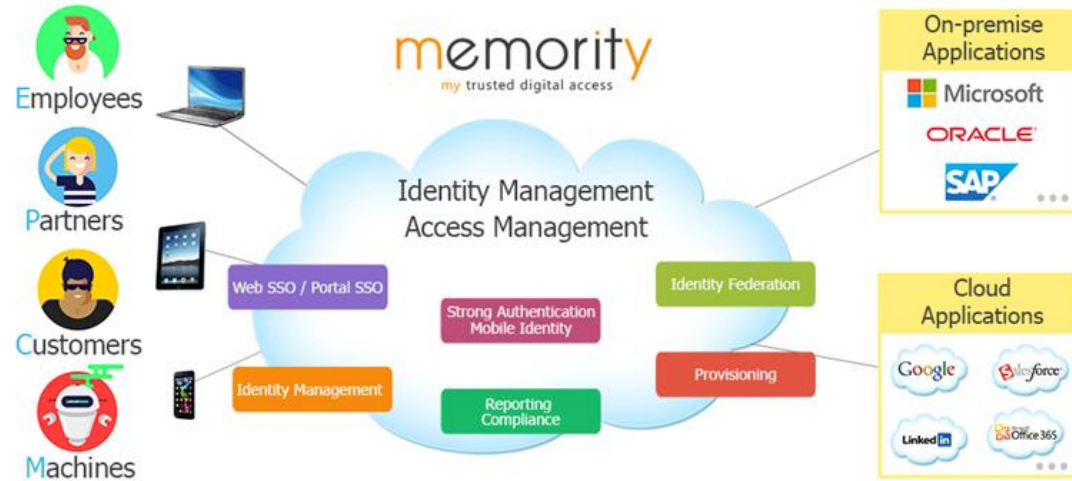 memority
my trusted digital access
Employees
Partners
Customers
Machines
Identity Management
Access Management
Web SSO / Portal SSO
Strong Authentication
Mobile Identity
Identity Federation
Identity Management
Reporting
Compliance
Provisioning
On-premise
Applications
Microsoft
ORACLE
SAP
Cloud
Applications
Google
Salesforce
Linked in
Microsoft
Office 365